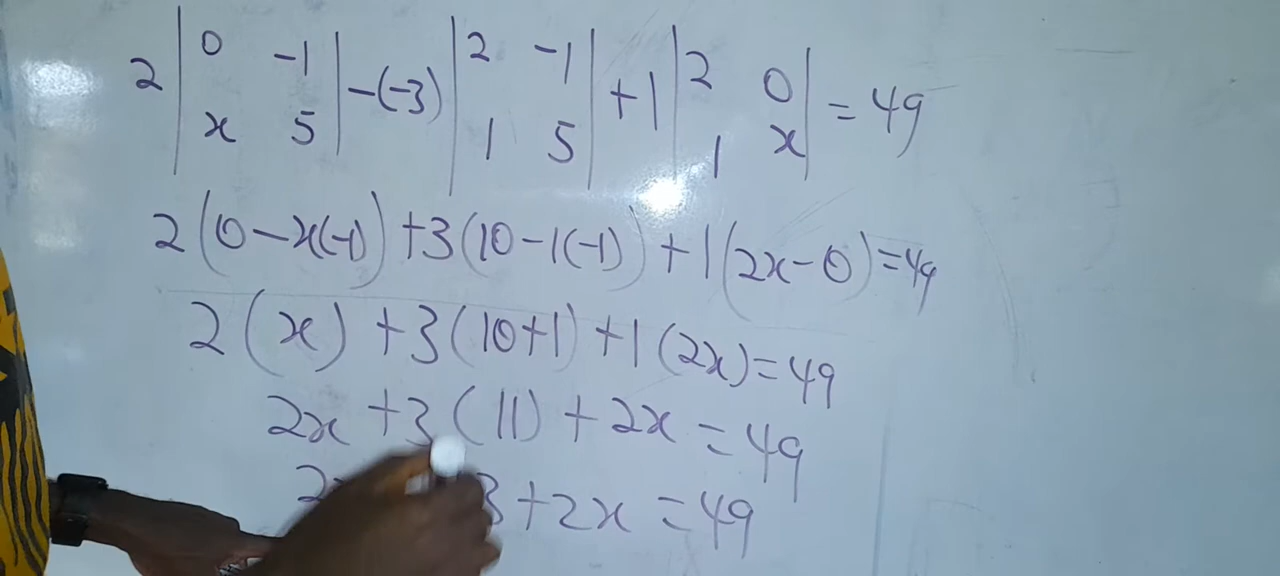 2 | 0 -1 | -(-3) | 2 -1 | +1 | 2 0 | = 49
| x 5 | | 1 5 | | 1 x |
2(0-x(-1)) +3(10-1(-1)) +1(2x-0)=49
2(x) +3(10+1) +1(2x)=49
2x +3(11) +2x =49
3 +2x =49